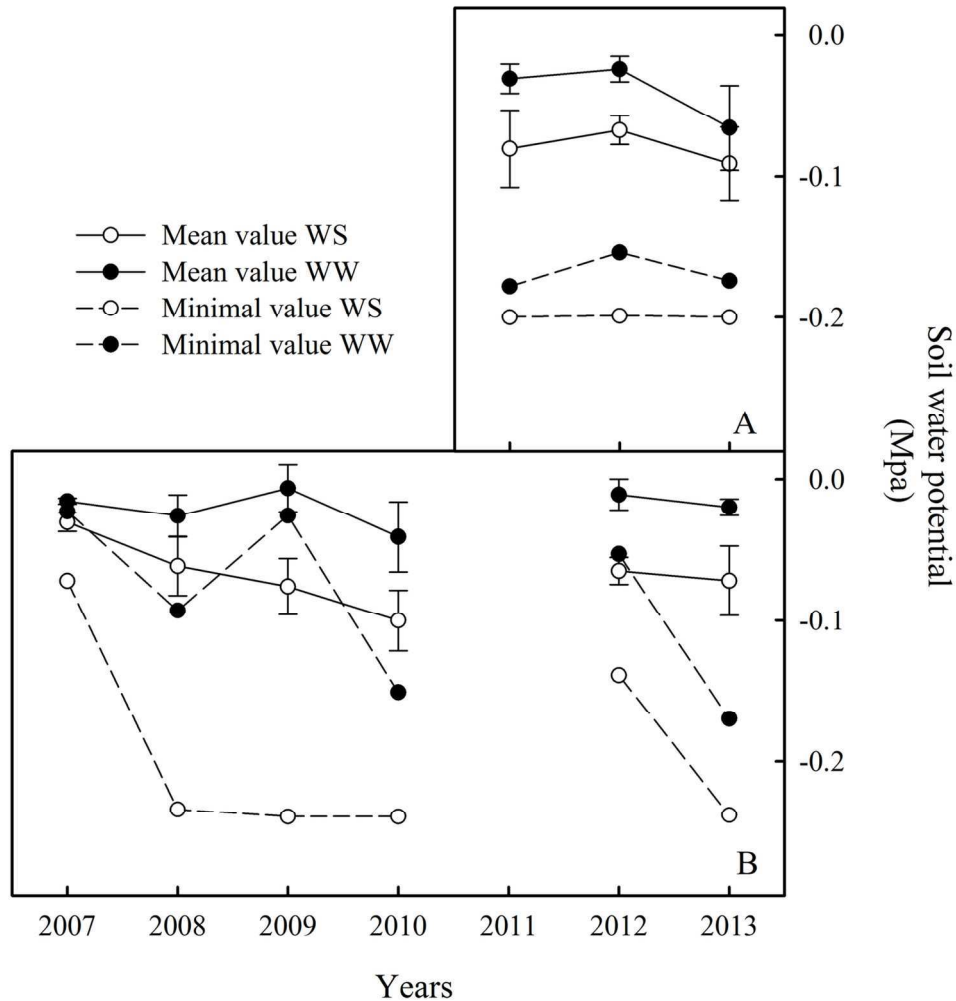 0.0
-0.1
-0.2
A
Mean value WS
Mean value WW
Minimal value WS
Minimal value WW
Soil water potential
(Mpa)
0.0
-0.1
-0.2
B
2007 2008 2009 2010 2011 2012 2013
Years